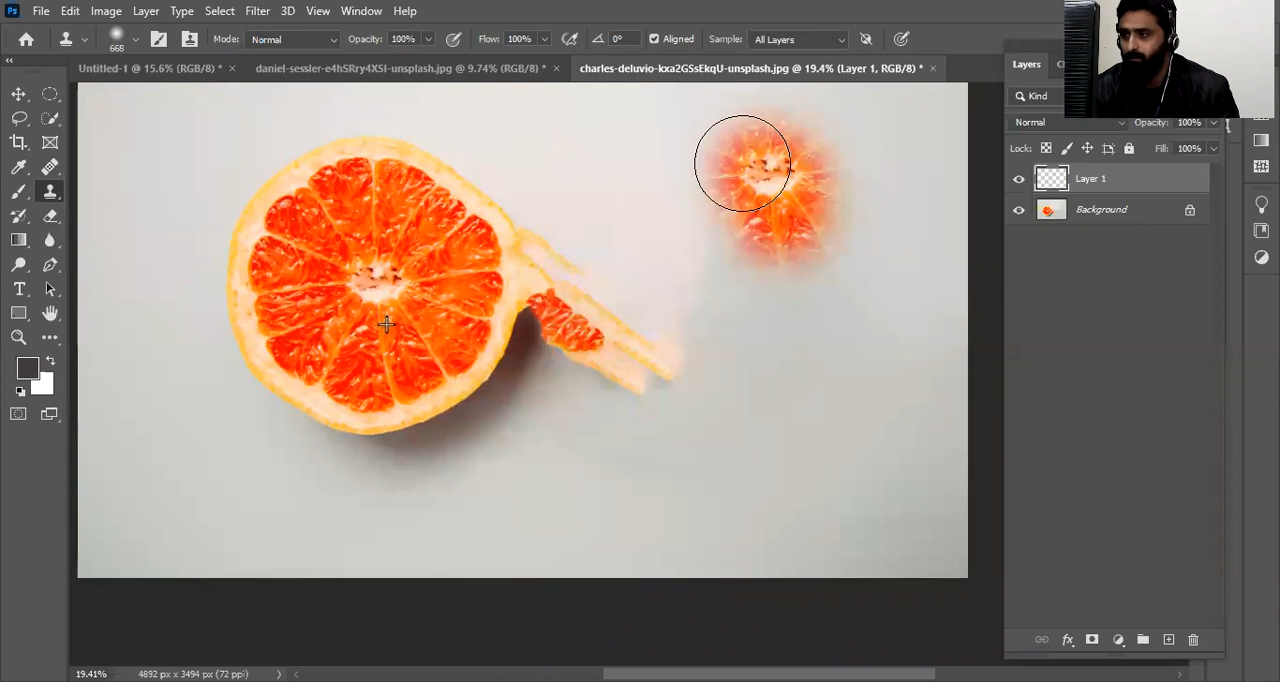 Ps File Edit Image Layer Type Select Filter 3D View Window Help
668 Mode: Normal Opacity: 100% Flow: 100% 0° Aligned Sample: All Layers
Untitled-1 @ 15.6% (RGB/8) * × daniel-sessler-e4hSRry4XSI-unsplash.jpg @ 9.74% (RGB/8) * × charles-deluvio-kxa2GSsEkqU-unsplash.jpg @ 19.4% (Layer 1, RGB/8) * ×
Layers
Kind
Normal Opacity: 100%
Lock: Fill: 100%
Layer 1
Background
fx
19.41% 4892 px x 3494 px (72 ppi)